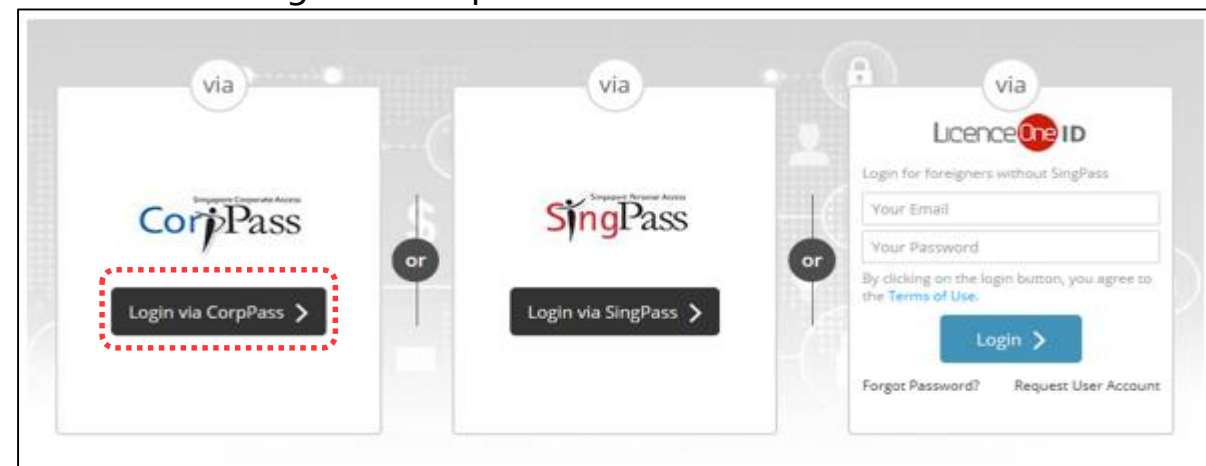 via
Singapore Corporate Access
CorpPass
Login via CorpPass
or
via
Singapore Personal Access
SingPass
Login via SingPass
or
via
LicenceOne ID
Login for foreigners without SingPass
Your Email
Your Password
By clicking on the login button, you agree to
the Terms of Use.
Login
Forgot Password? Request User Account